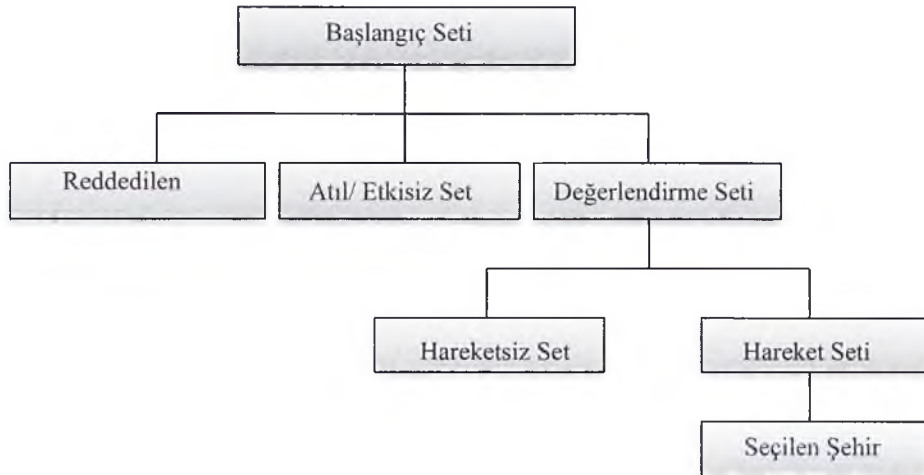 Başlangıç Seti
Reddedilen
Atıl/ Etkisiz Set
Değerlendirme Seti
Hareketsiz Set
Hareket Seti
Seçilen Şehir